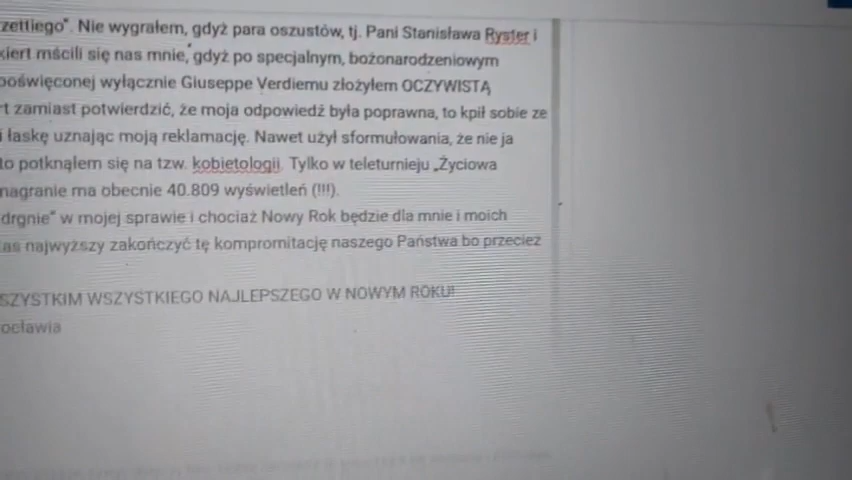 zettiego". Nie wygrałem, gdyż para oszustów, tj. Pani Stanisława Ryster i
kiert mścili się nas mnie, gdyż po specjalnym, bożonarodzeniowym
poświęconej wyłącznie Giuseppe Verdiemu złożyłem OCZYWISTĄ
rt zamiast potwierdzić, że moja odpowiedź była poprawna, to kpił sobie ze
i łaskę uznając moją reklamację. Nawet użył sformułowania, że nie ja
to potknąłem się na tzw. kobietologii. Tylko w teleturnieju „Życiowa
nagranie ma obecnie 40.809 wyświetleń (!!!).
drgnie" w mojej sprawie i chociaż Nowy Rok będzie dla mnie i moich
as najwyższy zakończyć tę kompromitację naszego Państwa bo przecież
SZYSTKIM WSZYSTKIEGO NAJLEPSZEGO W NOWYM ROKU!
ocławia